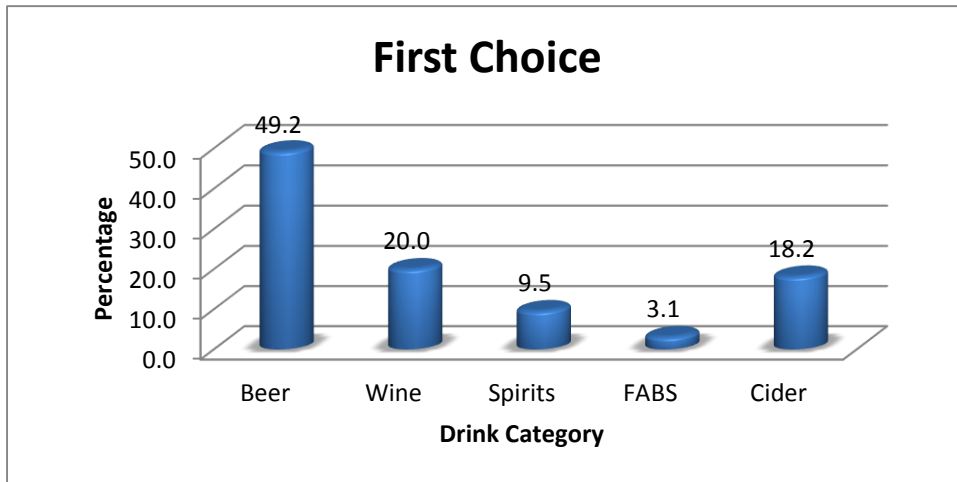 First Choice
49.2
20.0
9.5
3.1
18.2
50.0
40.0
30.0
20.0
10.0
0.0
Percentage
Beer Wine Spirits FABS Cider
Drink Category